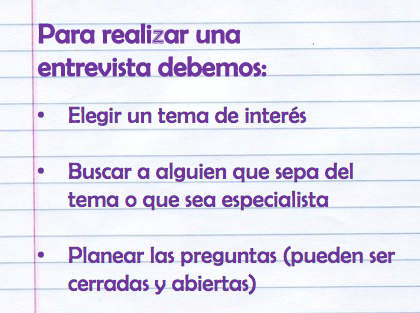 Para realizar una
entrevista debemos:
• Elegir un tema de interés
• Buscar a alguien que sepa del
tema o que sea especialista
• Planear las preguntas (pueden ser
cerradas y abiertas)